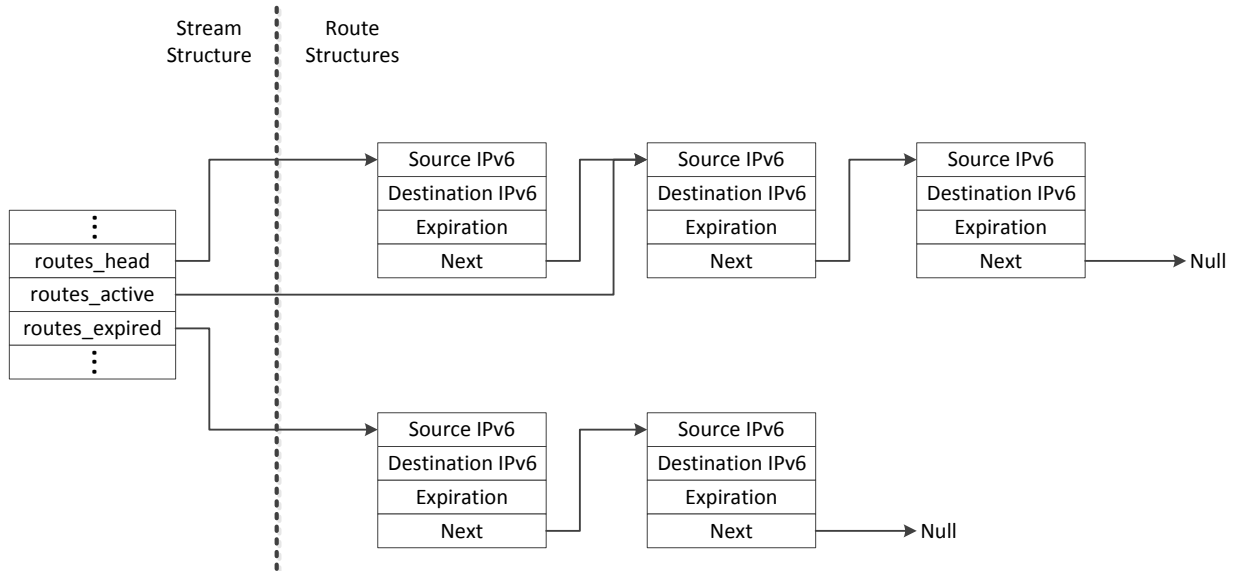 Stream
Structure
Route
Structures
⋮
routes_head
routes_active
routes_expired
⋮
Source IPv6
Destination IPv6
Expiration
Next
Source IPv6
Destination IPv6
Expiration
Next
Source IPv6
Destination IPv6
Expiration
Next
Null
Source IPv6
Destination IPv6
Expiration
Next
Source IPv6
Destination IPv6
Expiration
Next
Null